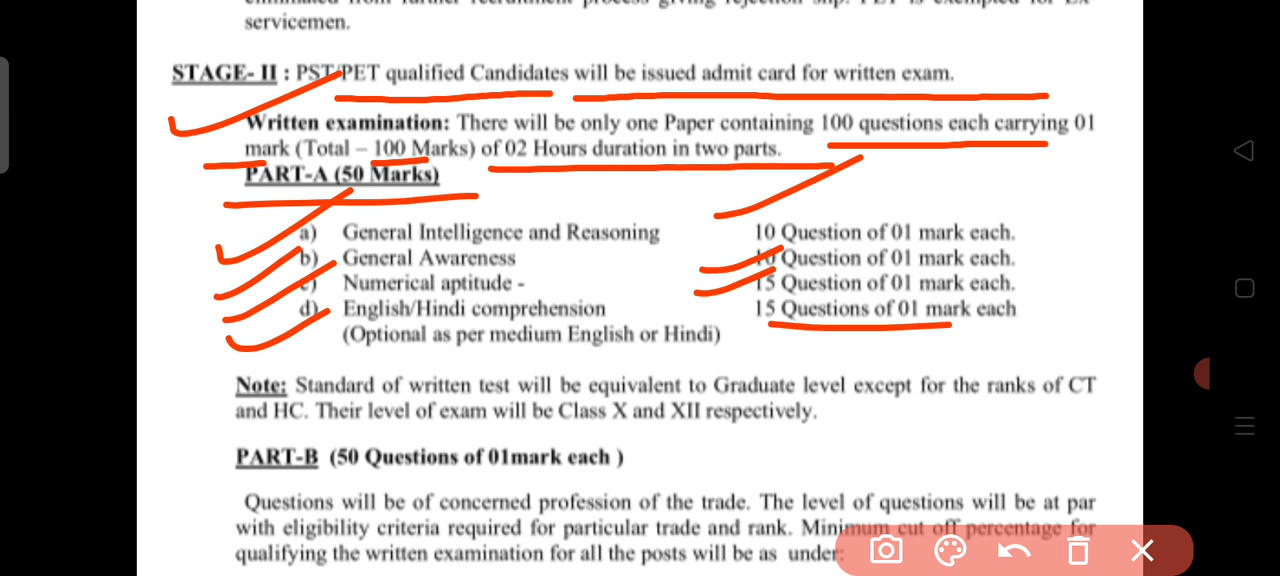 servicemen.
STAGE- II : PST/PET qualified Candidates will be issued admit card for written exam.
Written examination: There will be only one Paper containing 100 questions each carrying 01
mark (Total – 100 Marks) of 02 Hours duration in two parts.
PART-A (50 Marks)
a) General Intelligence and Reasoning 10 Question of 01 mark each.
b) General Awareness 10 Question of 01 mark each.
c) Numerical aptitude - 15 Question of 01 mark each.
d) English/Hindi comprehension 15 Questions of 01 mark each
(Optional as per medium English or Hindi)
Note: Standard of written test will be equivalent to Graduate level except for the ranks of CT
and HC. Their level of exam will be Class X and XII respectively.
PART-B (50 Questions of 01mark each )
Questions will be of concerned profession of the trade. The level of questions will be at par
with eligibility criteria required for particular trade and rank. Minimum cut off percentage for
qualifying the written examination for all the posts will be as under: